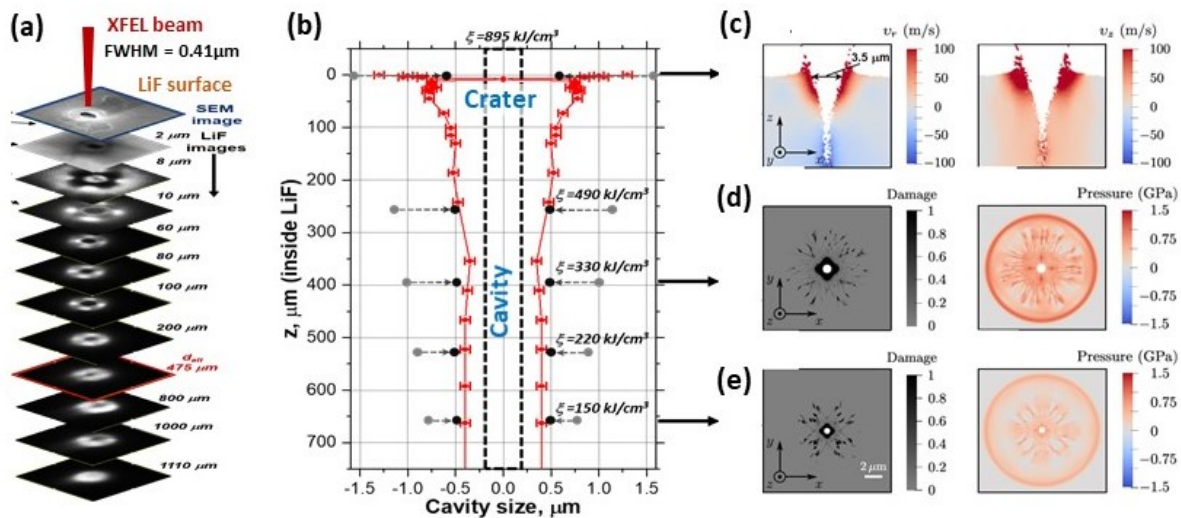 (a)
XFEL beam
FWHM = 0.41μm
LiF surface
SEM
image
2 μm
LiF
images
8 μm
10 μm
60 μm
80 μm
100 μm
200 μm
d_att
475 μm
800 μm
1000 μm
1110 μm
(b)
ξ=895 kJ/cm³
Crater
ξ=490 kJ/cm³
ξ=330 kJ/cm³
Cavity
ξ=220 kJ/cm³
ξ=150 kJ/cm³
z, μm (inside LiF)
0
100
200
300
400
500
600
700
-1.5 -1.0 -0.5 0.0 0.5 1.0 1.5
Cavity size, μm
(c)
υᵣ (m/s)
3.5 μm
100
50
0
−50
−100
z
y
x
υ_z (m/s)
100
50
0
−50
−100
(d)
Damage
1
0.8
0.6
0.4
0.2
0
y
z
x
Pressure (GPa)
1.5
0.75
0
−0.75
−1.5
(e)
Damage
1
0.8
0.6
0.4
0.2
0
y
z
x
2 μm
Pressure (GPa)
1.5
0.75
0
−0.75
−1.5